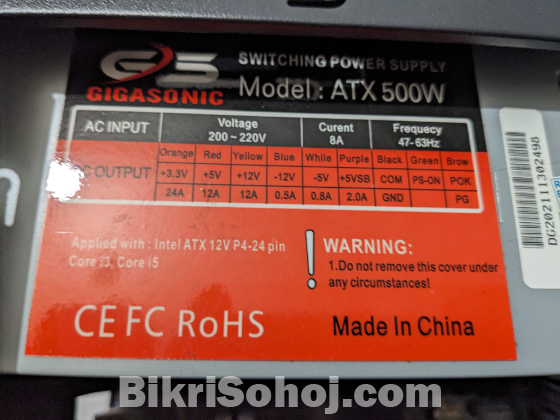 GS
GIGASONIC
SWITCHING POWER SUPPLY
Model : ATX 500W
AC INPUT
Voltage
200~220V
Curent
8A
Frequecy
47-63Hz
C OUTPUT
Orange Red Yellow Blue While Purple Black Green Brow
+3.3V +5V +12V -12V -5V +5VSB COM PS-ON POK
24A 12A 12A 0.5A 0.8A 2.0A GND PG
Applied with : Intel ATX 12V P4-24 pin
Core i3, Core i5
! WARNING:
1.Do not remove this cover under
any circumstances!
CE FC RoHS
Made In China
DG202111302498
BikriSohoj.com